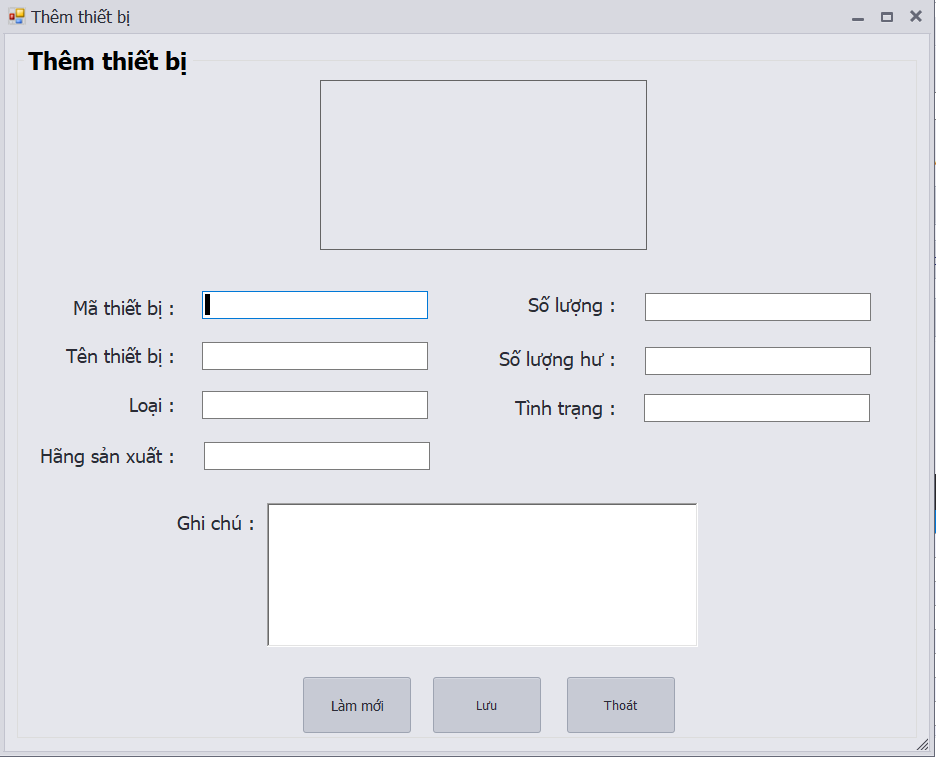 Thêm thiết bị
Thêm thiết bị
Mã thiết bị :
Số lượng :
Tên thiết bị :
Số lượng hư :
Loại :
Tình trạng :
Hãng sản xuất :
Ghi chú :
Làm mới
Lưu
Thoát